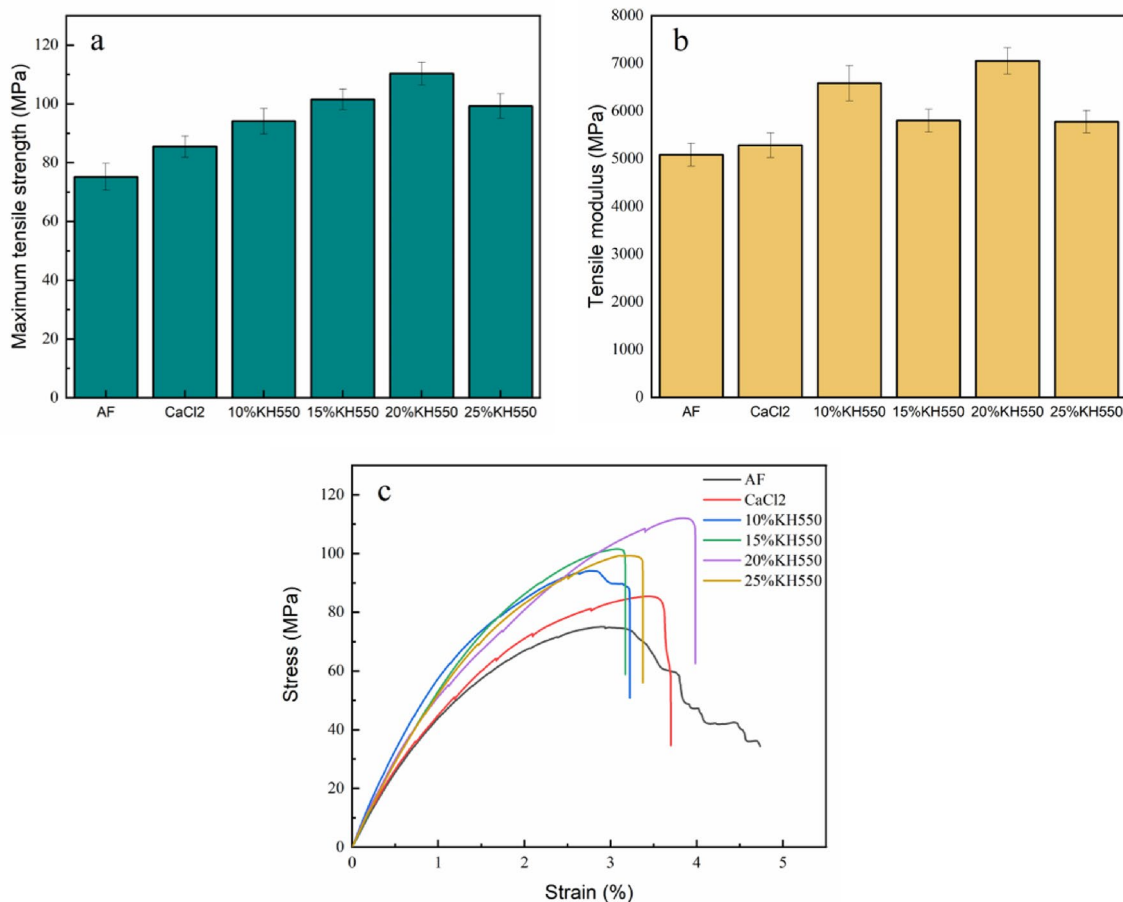 a
Maximum tensile strength (MPa)
120
100
80
60
40
20
0
AF CaCl2 10%KH550 15%KH550 20%KH550 25%KH550
b
Tensile modulus (MPa)
8000
7000
6000
5000
4000
3000
2000
1000
0
AF CaCl2 10%KH550 15%KH550 20%KH550 25%KH550
c
Stress (MPa)
120
100
80
60
40
20
0
AF
CaCl2
10%KH550
15%KH550
20%KH550
25%KH550
0 1 2 3 4 5
Strain (%)